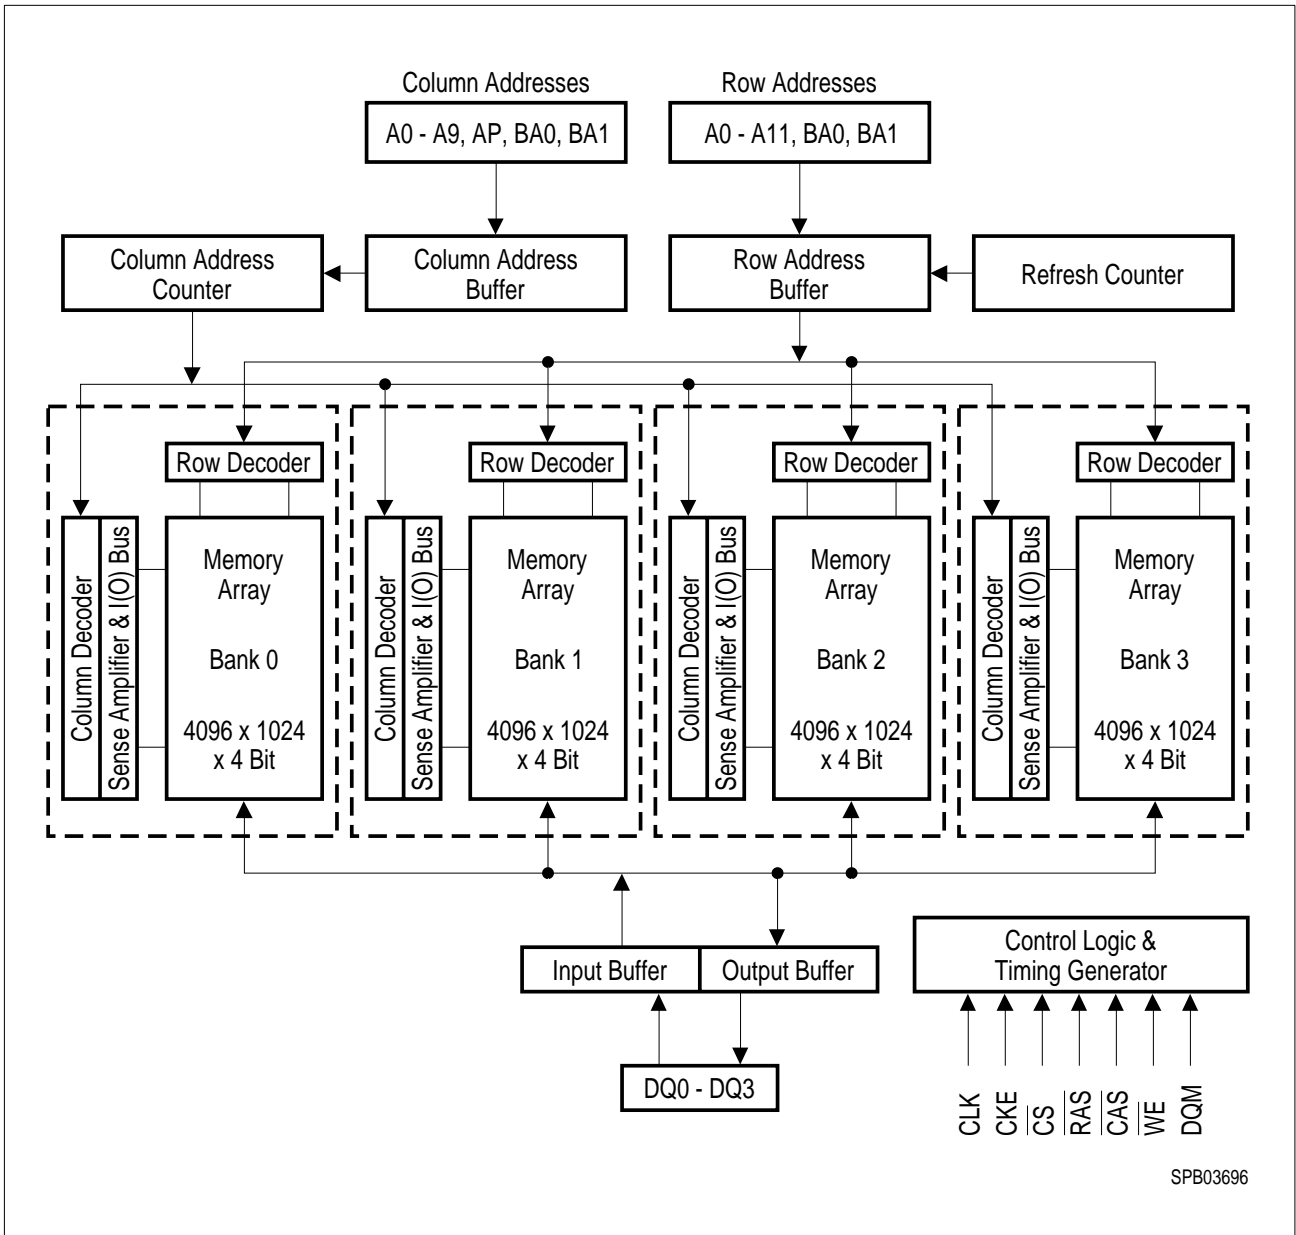 Column Addresses
Row Addresses
A0 - A9, AP, BA0, BA1
A0 - A11, BA0, BA1
Column Address
Counter
Column Address
Buffer
Row Address
Buffer
Refresh Counter
Row Decoder
Row Decoder
Row Decoder
Row Decoder
Column Decoder
Sense Amplifier & I(O) Bus
Memory
Array
Bank 0
4096 x 1024
x 4 Bit
Column Decoder
Sense Amplifier & I(O) Bus
Memory
Array
Bank 1
4096 x 1024
x 4 Bit
Column Decoder
Sense Amplifier & I(O) Bus
Memory
Array
Bank 2
4096 x 1024
x 4 Bit
Column Decoder
Sense Amplifier & I(O) Bus
Memory
Array
Bank 3
4096 x 1024
x 4 Bit
Input Buffer
Output Buffer
Control Logic &
Timing Generator
DQ0 - DQ3
CLK
CKE
C̅S̅
R̅A̅S̅
C̅A̅S̅
W̅E̅
DQM
SPB03696